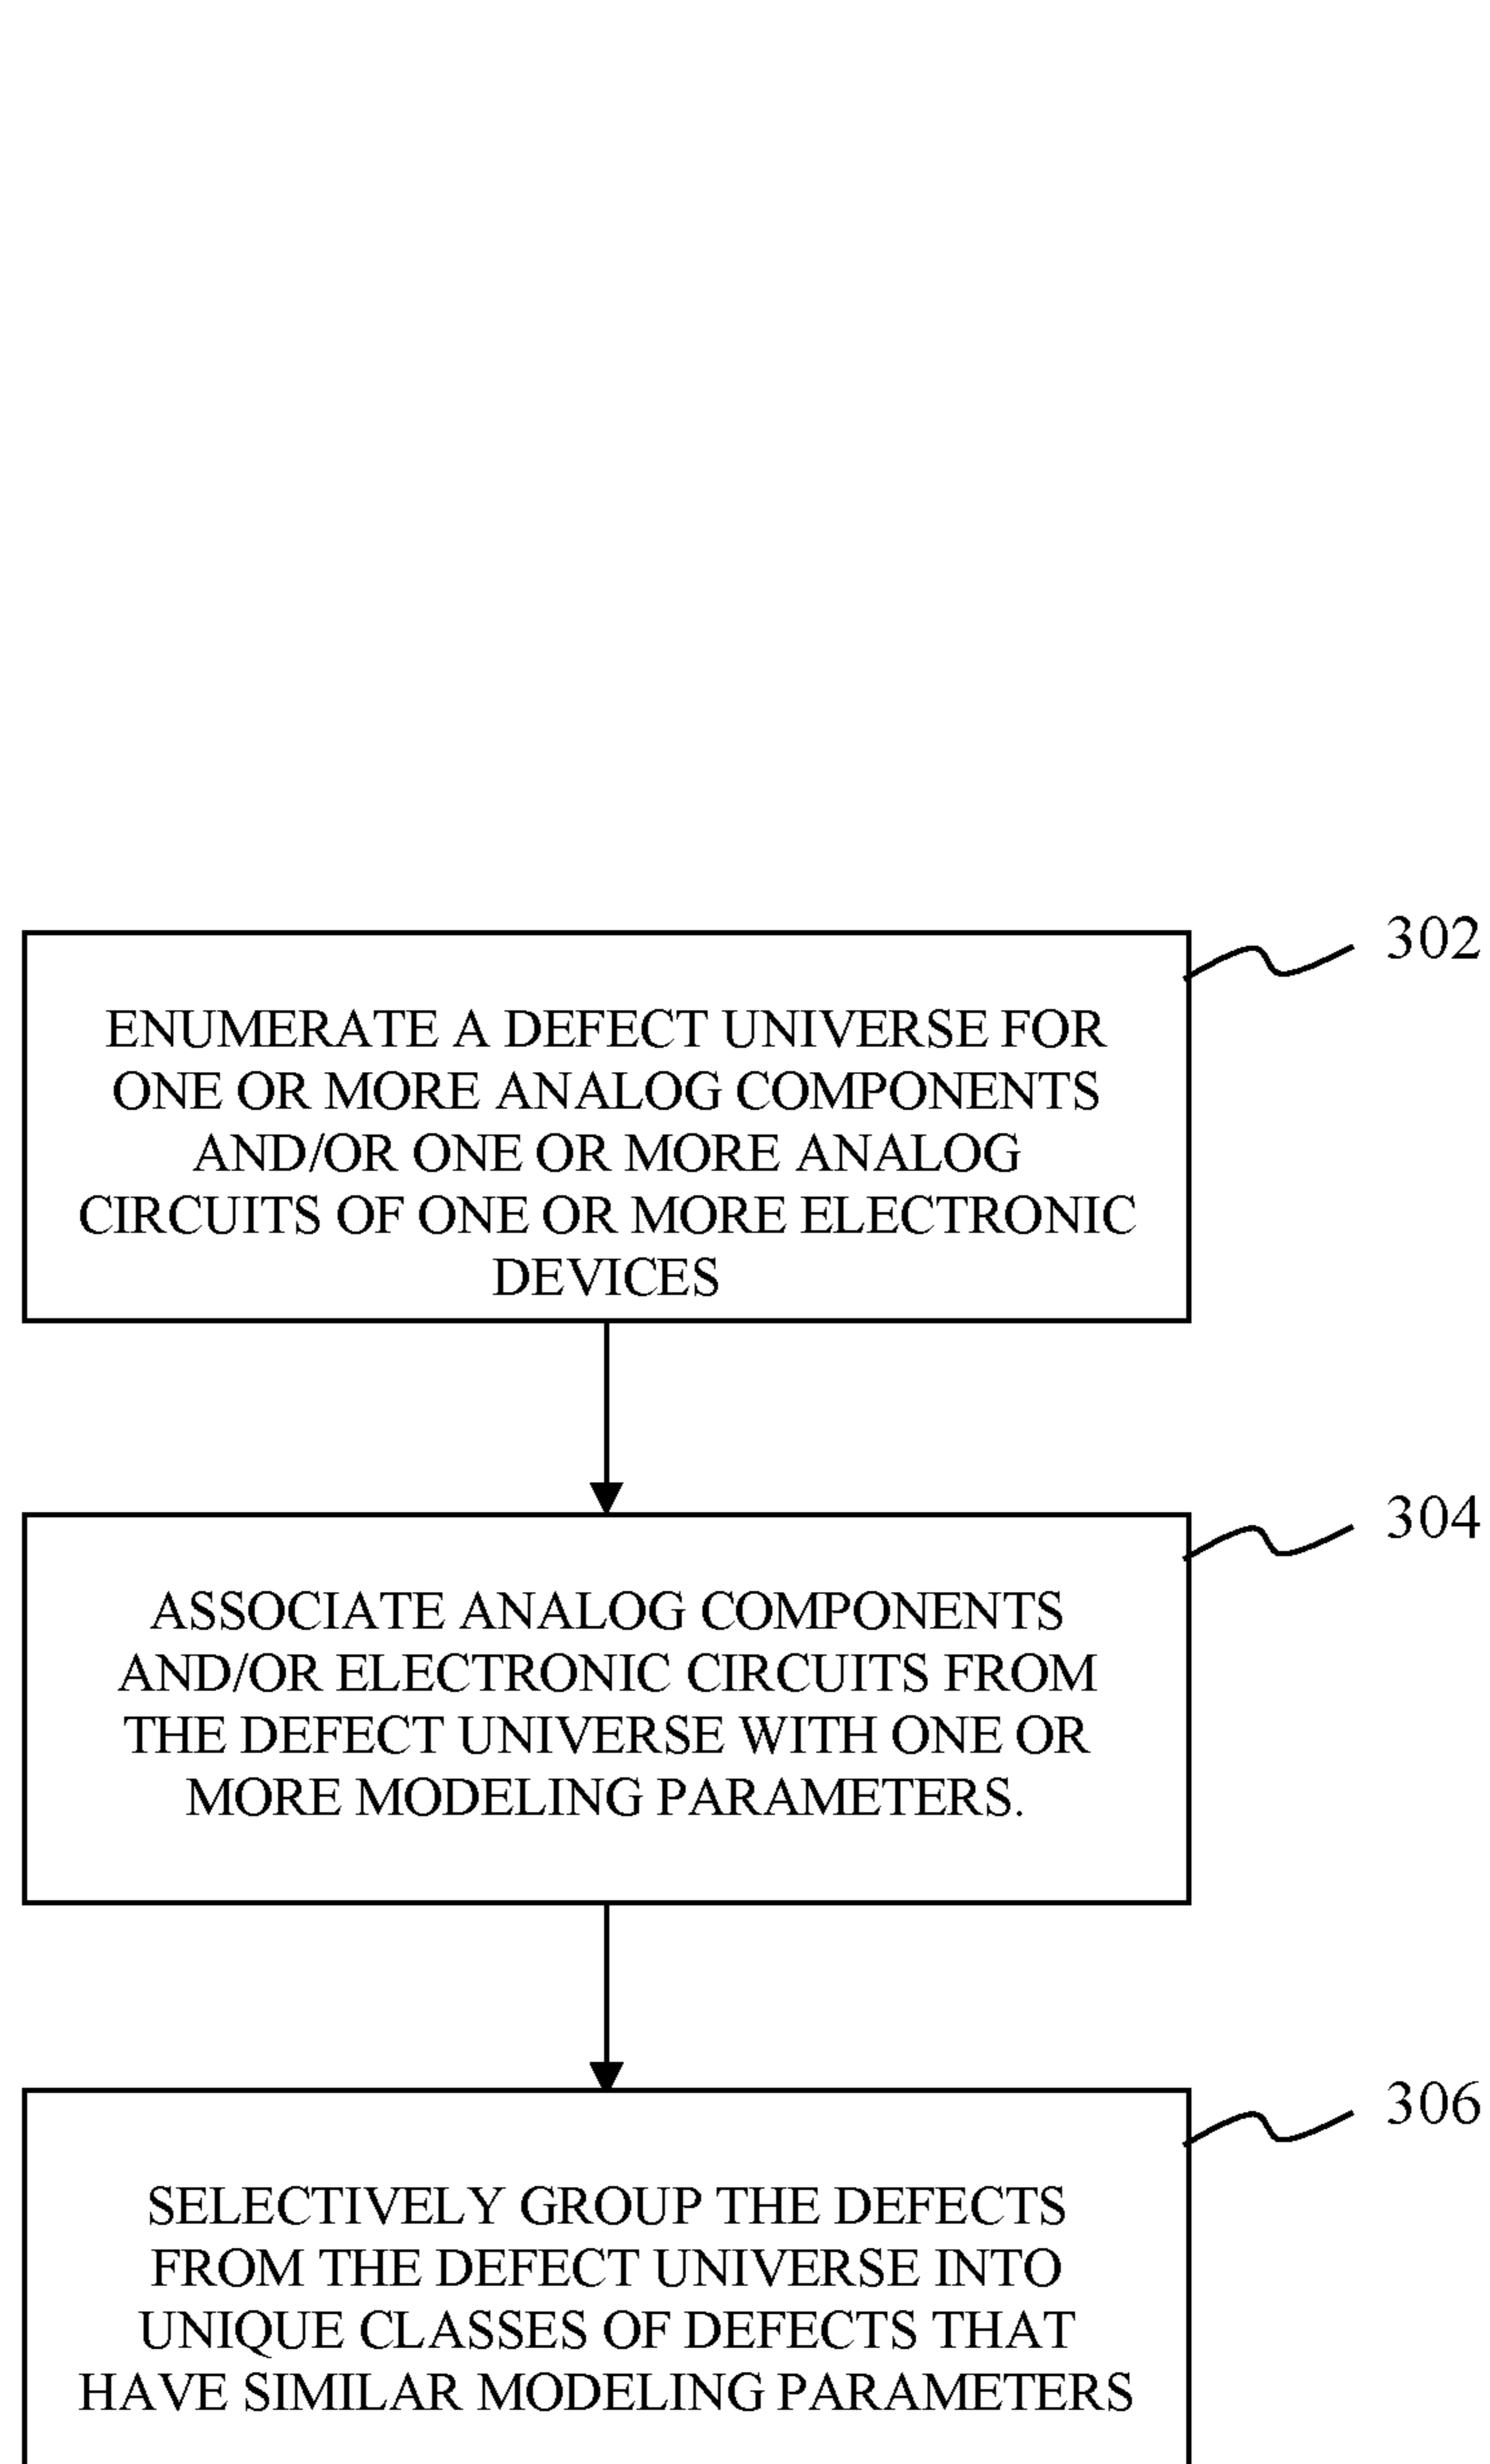 302
ENUMERATE A DEFECT UNIVERSE FOR
ONE OR MORE ANALOG COMPONENTS
AND/OR ONE OR MORE ANALOG
CIRCUITS OF ONE OR MORE ELECTRONIC
DEVICES
304
ASSOCIATE ANALOG COMPONENTS
AND/OR ELECTRONIC CIRCUITS FROM
THE DEFECT UNIVERSE WITH ONE OR
MORE MODELING PARAMETERS.
306
SELECTIVELY GROUP THE DEFECTS
FROM THE DEFECT UNIVERSE INTO
UNIQUE CLASSES OF DEFECTS THAT
HAVE SIMILAR MODELING PARAMETERS